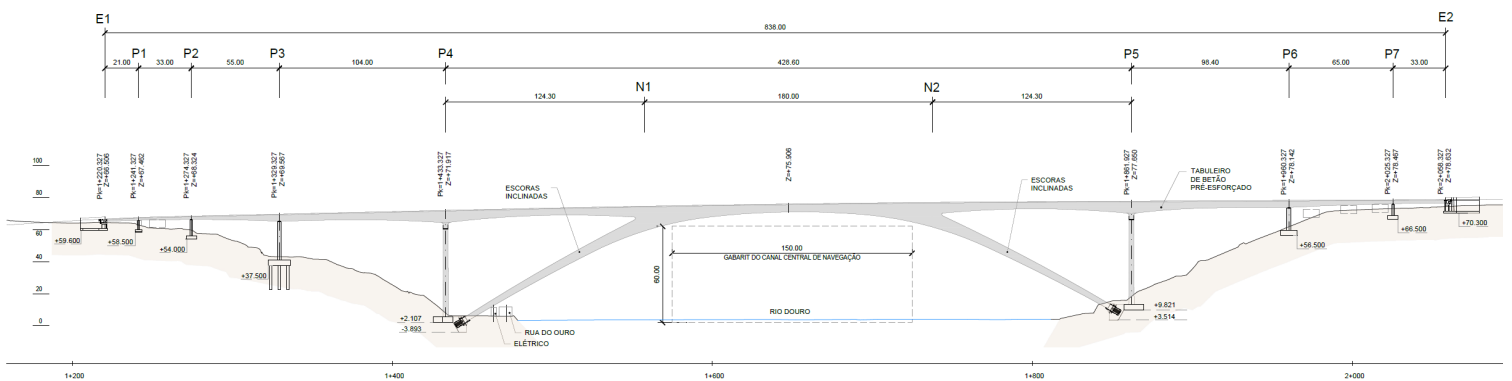 E1
E2
838.00
P1
P2
P3
P4
P5
P6
P7
21.00
33.00
55.00
104.00
428.60
98.40
65.00
33.00
N1
N2
124.30
180.00
124.30
Pk=1+220.327
Z=+66.506
Pk=1+241.327
Z=+67.462
Pk=1+274.327
Z=+68.324
Pk=1+329.327
Z=+69.567
Pk=1+433.327
Z=+71.917
Z=+75.906
Pk=1+861.927
Z=+77.650
Pk=1+960.327
Z=+78.142
Pk=2+025.327
Z=+78.467
Pk=2+058.327
Z=+78.632
100
80
60
40
20
0
ESCORAS
INCLINADAS
ESCORAS
INCLINADAS
TABULEIRO
DE BETÃO
PRÉ-ESFORÇADO
+59.600
+58.500
+54.000
+37.500
+2.107
-3.893
60.00
150.00
GABARIT DO CANAL CENTRAL DE NAVEGAÇÃO
RIO DOURO
RUA DO OURO
ELÉTRICO
+9.821
+3.514
+56.500
+66.500
+70.300
1+200
1+400
1+600
1+800
2+000